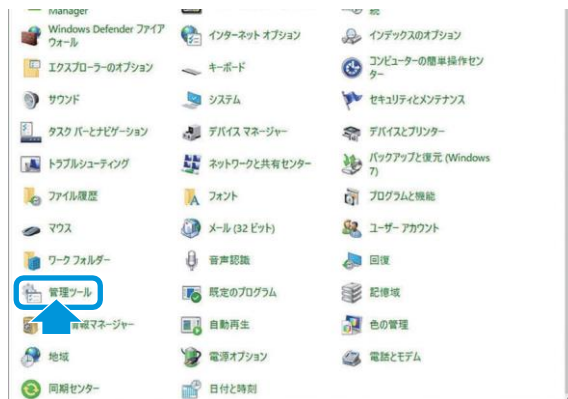 Manager
続
Windows Defender ファイア
ウォール
インターネット オプション
インデックスのオプション
エクスプローラーのオプション
キーボード
コンピューターの簡単操作セン
ター
サウンド
システム
セキュリティとメンテナンス
タスク バーとナビゲーション
デバイス マネージャー
デバイスとプリンター
トラブルシューティング
ネットワークと共有センター
バックアップと復元 (Windows
7)
ファイル履歴
フォント
プログラムと機能
マウス
メール (32 ビット)
ユーザー アカウント
ワーク フォルダー
音声認識
回復
管理ツール
既定のプログラム
記憶域
情報マネージャー
自動再生
色の管理
地域
電源オプション
電話とモデム
同期センター
日付と時刻